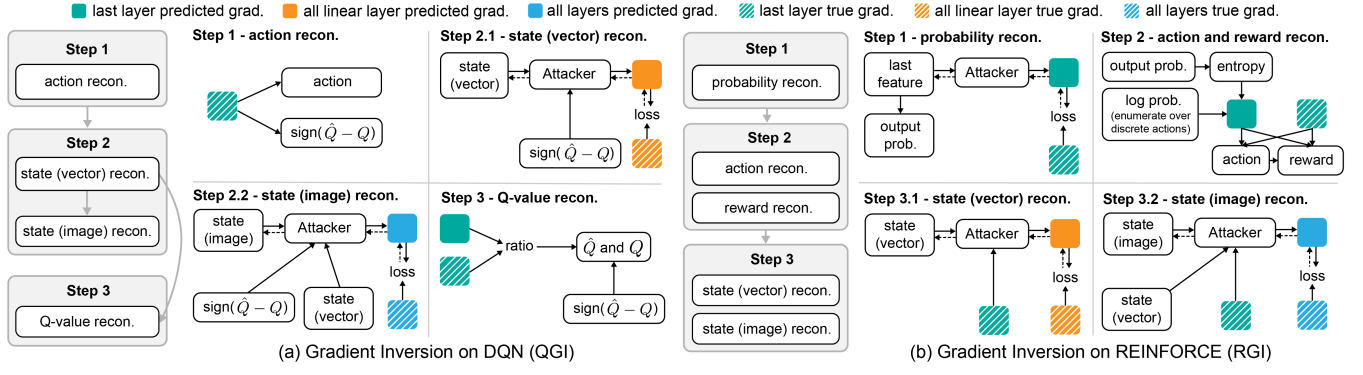 last layer predicted grad. all linear layer predicted grad. all layers predicted grad. last layer true grad. all linear layer true grad. all layers true grad.
Step 1
action recon.
Step 2
state (vector) recon.
state (image) recon.
Step 3
Q-value recon.
Step 1 - action recon.
action
sign(Q̂ − Q)
Step 2.1 - state (vector) recon.
state
(vector)
Attacker
loss
sign(Q̂ − Q)
Step 2.2 - state (image) recon.
state
(image)
Attacker
loss
sign(Q̂ − Q)
state
(vector)
Step 3 - Q-value recon.
ratio
Q̂ and Q
sign(Q̂ − Q)
(a) Gradient Inversion on DQN (QGI)
Step 1
probability recon.
Step 2
action recon.
reward recon.
Step 3
state (vector) recon.
state (image) recon.
Step 1 - probability recon.
last
feature
Attacker
loss
output
prob.
Step 2 - action and reward recon.
output prob.
entropy
log prob.
(enumerate over
discrete actions)
action
reward
Step 3.1 - state (vector) recon.
state
(vector)
Attacker
loss
Step 3.2 - state (image) recon.
state
(image)
Attacker
loss
state
(vector)
(b) Gradient Inversion on REINFORCE (RGI)